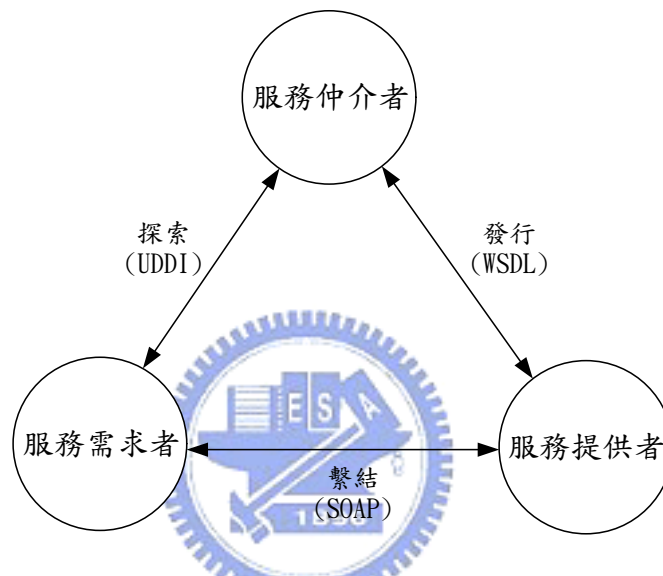 服務仲介者
探索
(UDDI)
發行
(WSDL)
服務需求者
服務提供者
繫結
(SOAP)
E S A